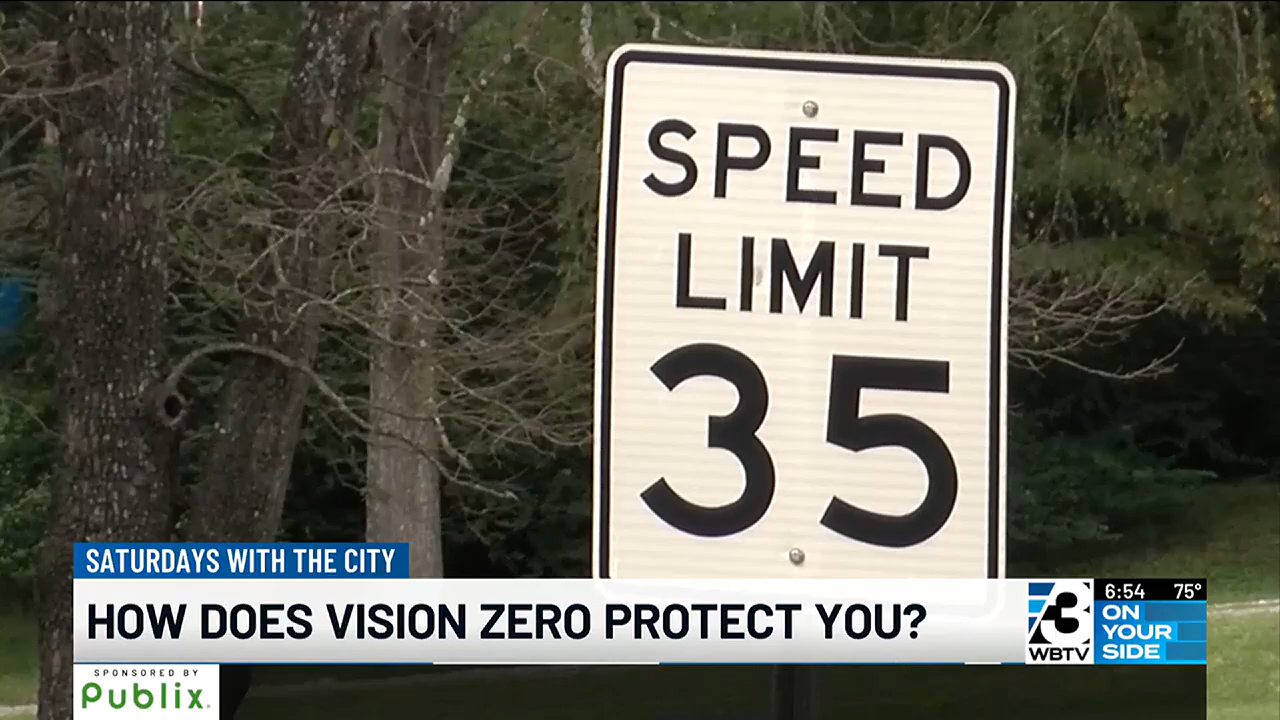 SPEED
LIMIT
35
SATURDAYS WITH THE CITY
HOW DOES VISION ZERO PROTECT YOU?
3
WBTV
6:54 75°
ON
YOUR
SIDE
SPONSORED BY
Publix